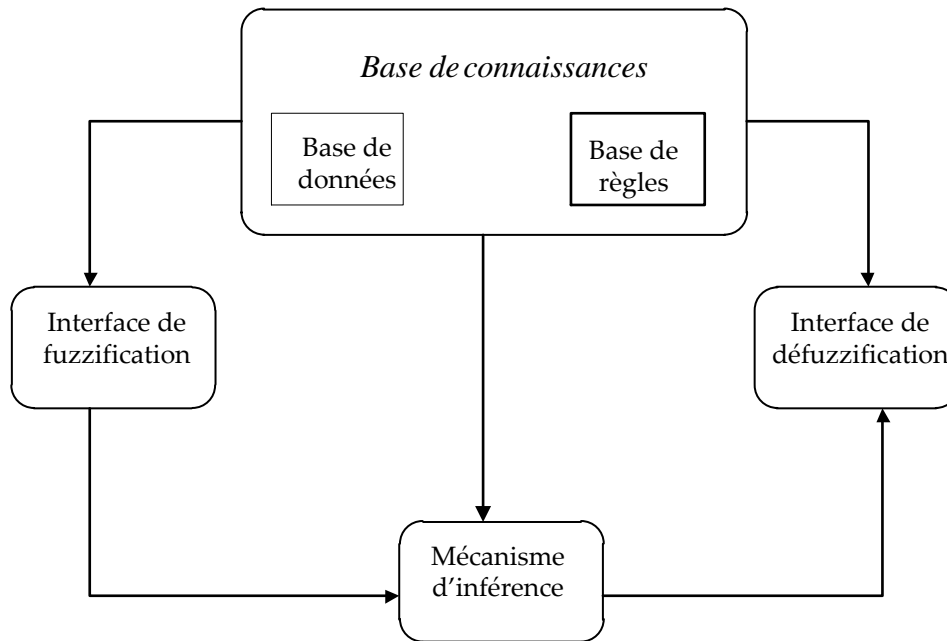 Base de connaissances
Base de
données
Base de
règles
Interface de
fuzzification
Interface de
défuzzification
Mécanisme
d'inférence